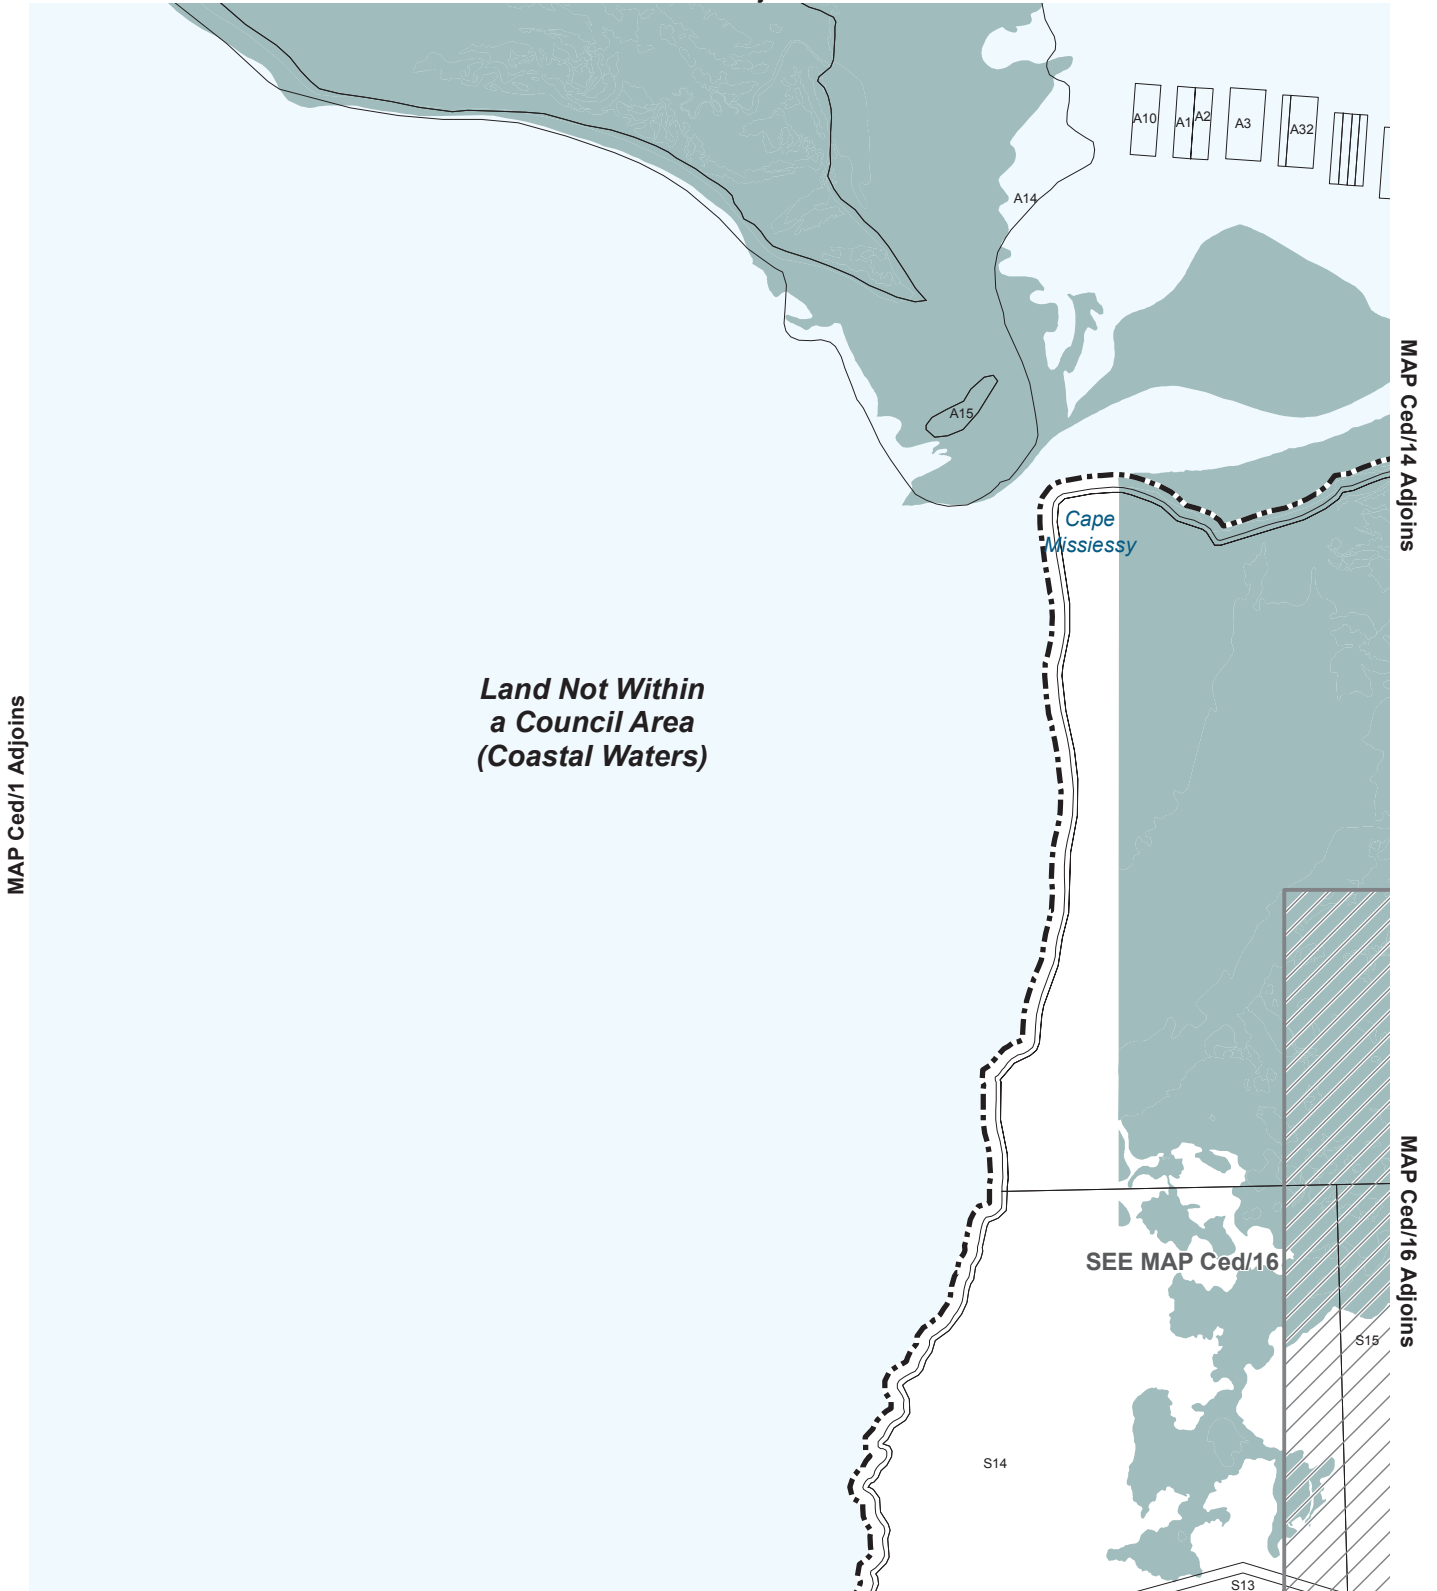 A10
A1
A2
A3
A32
A14
MAP Ced/14 Adjoins
A15
Cape
Missiessy
Land Not Within
a Council Area
(Coastal Waters)
MAP Ced/1 Adjoins
MAP Ced/16 Adjoins
SEE MAP Ced/16
S15
S14
S13